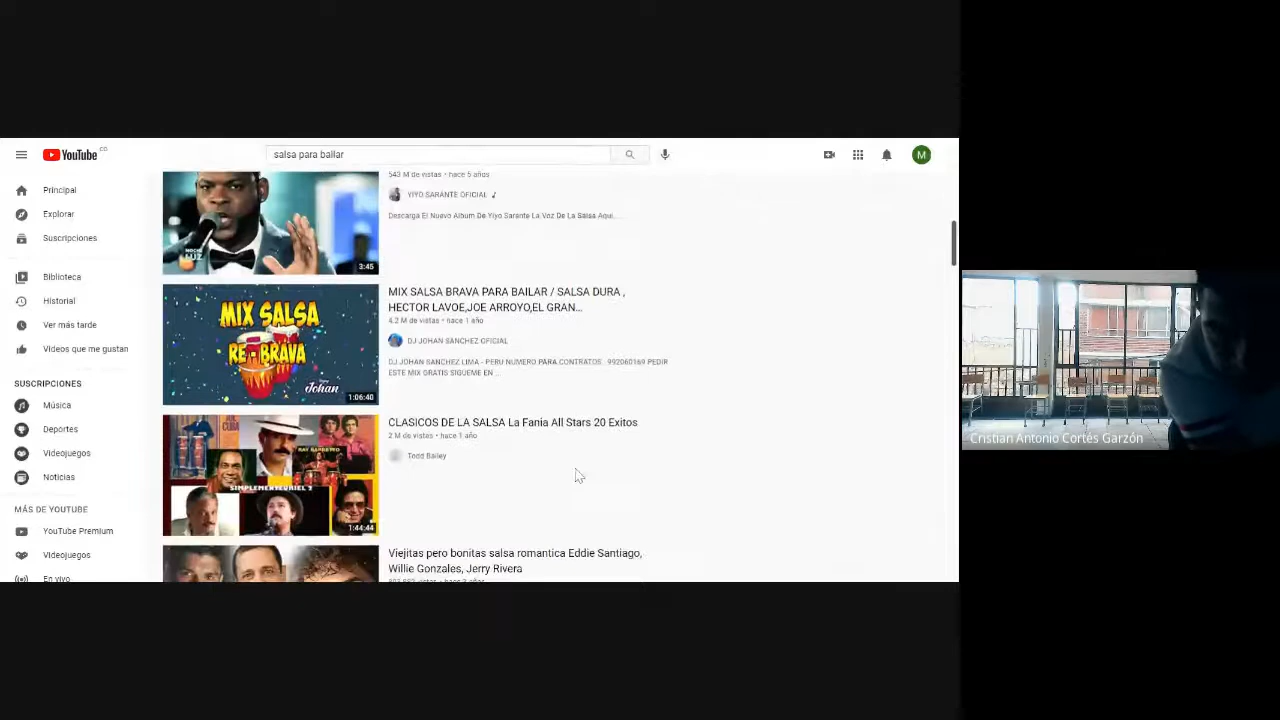 YouTube CO
salsa para bailar
M
Principal
Explorar
Suscripciones
Biblioteca
Historial
Ver más tarde
Videos que me gustan
SUSCRIPCIONES
Música
Deportes
Videojuegos
Noticias
MÁS DE YOUTUBE
YouTube Premium
Videojuegos
En vivo
543 M de vistas • hace 5 años
YIYO SARANTE OFICIAL
Descarga El Nuevo Album De Yiyo Sarante La Voz De La Salsa Aqui...
NOCHE
LUZ
3:45
MIX SALSA BRAVA PARA BAILAR / SALSA DURA ,
HECTOR LAVOE,JOE ARROYO,EL GRAN...
4.2 M de vistas • hace 1 año
DJ JOHAN SANCHEZ OFICIAL
DJ JOHAN SANCHEZ LIMA - PERU NUMERO PARA CONTRATOS : 992060169 PEDIR
ESTE MIX GRATIS SIGUEME EN ...
MIX SALSA
RE-BRAVA
Johan
1:06:40
CLASICOS DE LA SALSA La Fania All Stars 20 Exitos
2 M de vistas • hace 1 año
Todd Bailey
RAY BARRETTO
1:44:44
Viejitas pero bonitas salsa romantica Eddie Santiago,
Willie Gonzales, Jerry Rivera
Cristian Antonio Cortés Garzón